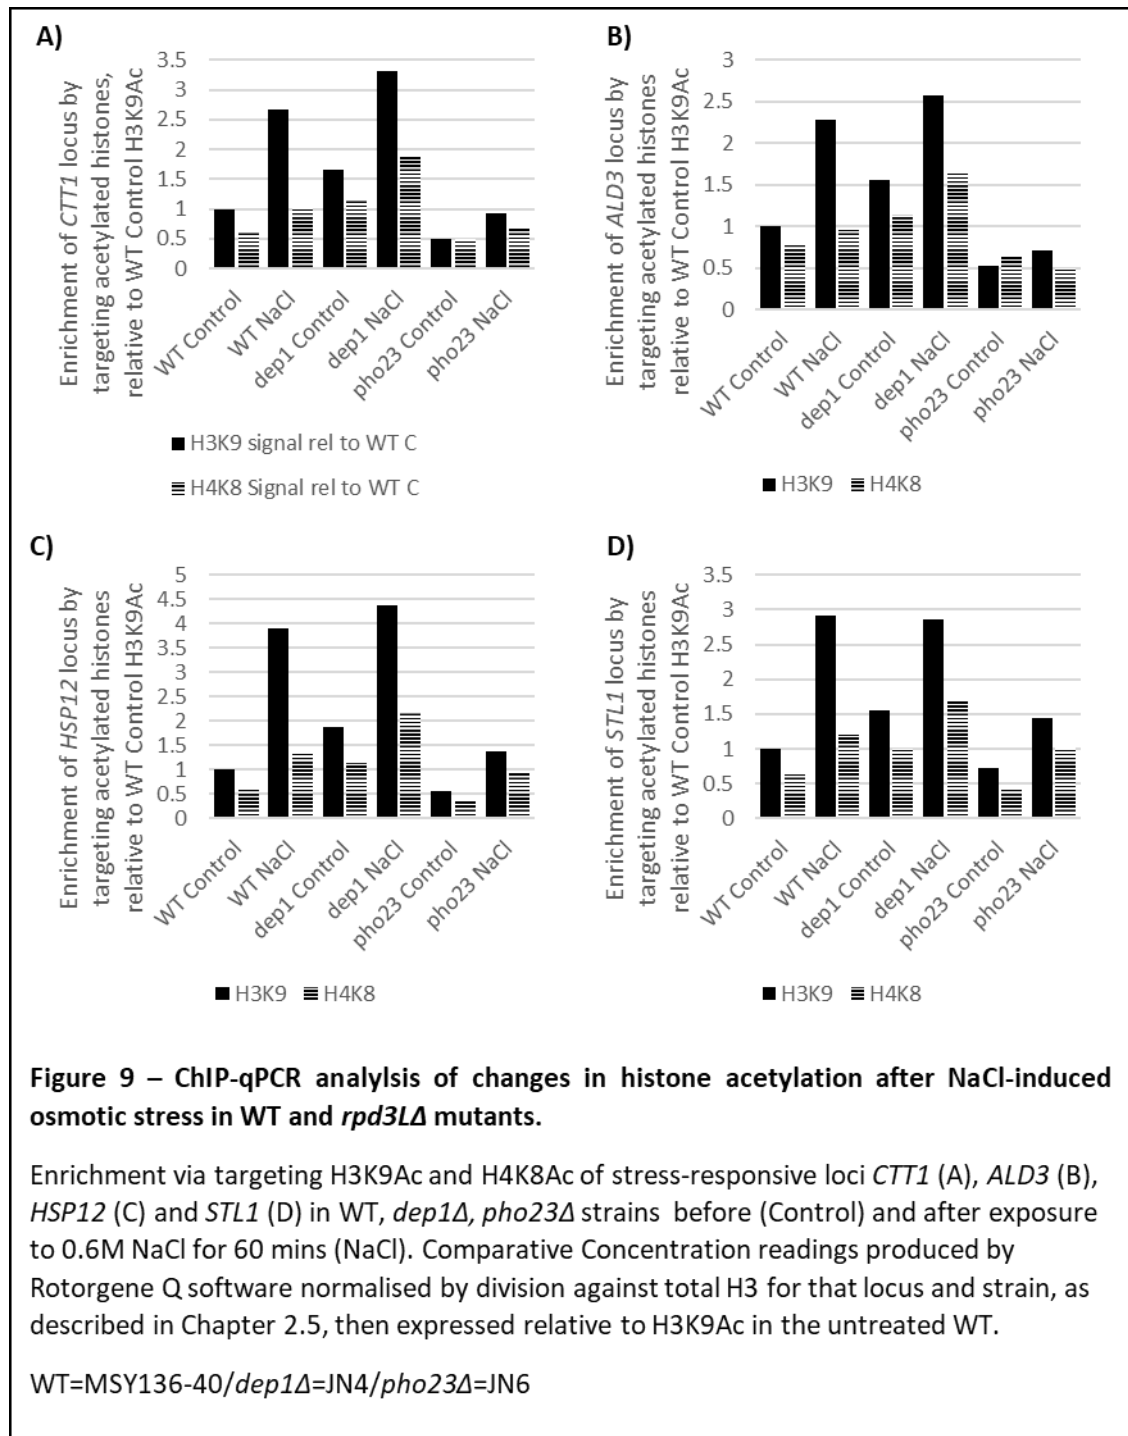 A)
Enrichment of CTT1 locus by
targeting acetylated histones,
relative to WT Control H3K9Ac
3.5
3
2.5
2
1.5
1
0.5
0
WT Control
WT NaCl
dep1 Control
dep1 NaCl
pho23 Control
pho23 NaCl
H3K9 signal rel to WT C
H4K8 Signal rel to WT C
B)
Enrichment of ALD3 locus by
targeting acetylated histones
relative to WT Control H3K9Ac
3
2.5
2
1.5
1
0.5
0
WT Control
WT NaCl
dep1 Control
dep1 NaCl
pho23 Control
pho23 NaCl
H3K9 H4K8
C)
Enrichment of HSP12 locus by
targeting acetylated histones
relative to WT Control H3K9Ac
5
4.5
4
3.5
3
2.5
2
1.5
1
0.5
0
WT Control
WT NaCl
dep1 Control
dep1 NaCl
pho23 Control
pho23 NaCl
H3K9 H4K8
D)
Enrichment of STL1 locus by
targeting acetylated histones
relative to WT Control H3K9Ac
3.5
3
2.5
2
1.5
1
0.5
0
WT Control
WT NaCl
dep1 Control
dep1 NaCl
pho23 Control
pho23 NaCl
H3K9 H4K8
Figure 9 – ChIP-qPCR analylsis of changes in histone acetylation after NaCl-induced
osmotic stress in WT and rpd3LΔ mutants.
Enrichment via targeting H3K9Ac and H4K8Ac of stress-responsive loci CTT1 (A), ALD3 (B),
HSP12 (C) and STL1 (D) in WT, dep1Δ, pho23Δ strains before (Control) and after exposure
to 0.6M NaCl for 60 mins (NaCl). Comparative Concentration readings produced by
Rotorgene Q software normalised by division against total H3 for that locus and strain, as
described in Chapter 2.5, then expressed relative to H3K9Ac in the untreated WT.
WT=MSY136-40/dep1Δ=JN4/pho23Δ=JN6